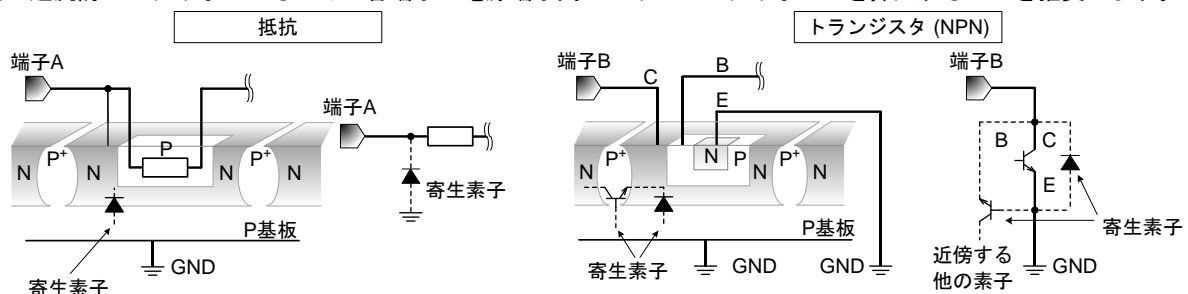 抵抗
トランジスタ (NPN)
端子A
端子A
端子B
C
B
E
端子B
N
P+
N
P
N
P+
N
寄生素子
P基板
GND
寄生素子
N
P+
N
N
P
N
P+
N
寄生素子
P基板
GND
GND
B
C
E
寄生素子
近傍する
他の素子
GND